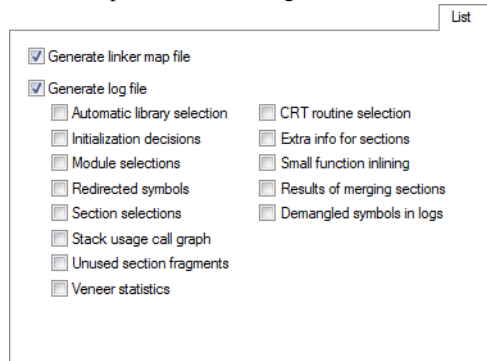 List
Generate linker map file
Generate log file
Automatic library selection
Initialization decisions
Module selections
Redirected symbols
Section selections
Stack usage call graph
Unused section fragments
Veneer statistics
CRT routine selection
Extra info for sections
Small function inlining
Results of merging sections
Demangled symbols in logs